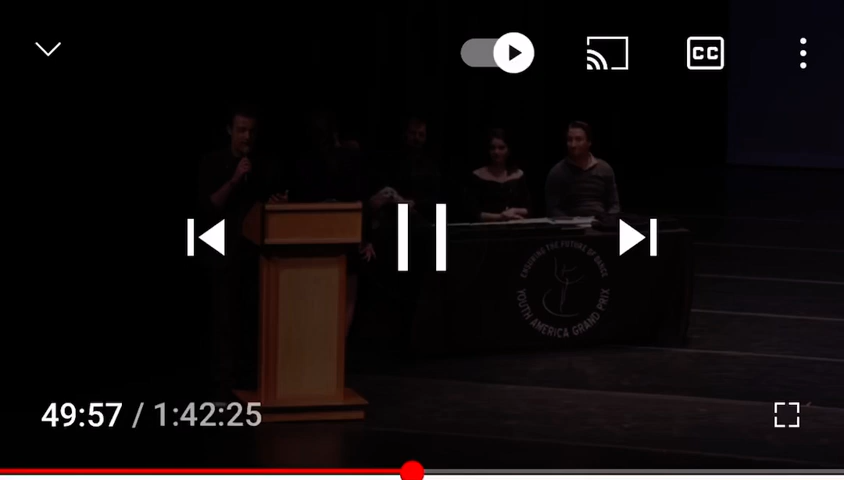 CC
ENSURING THE FUTURE OF DANCE
YOUTH AMERICA GRAND PRIX
49:57 / 1:42:25